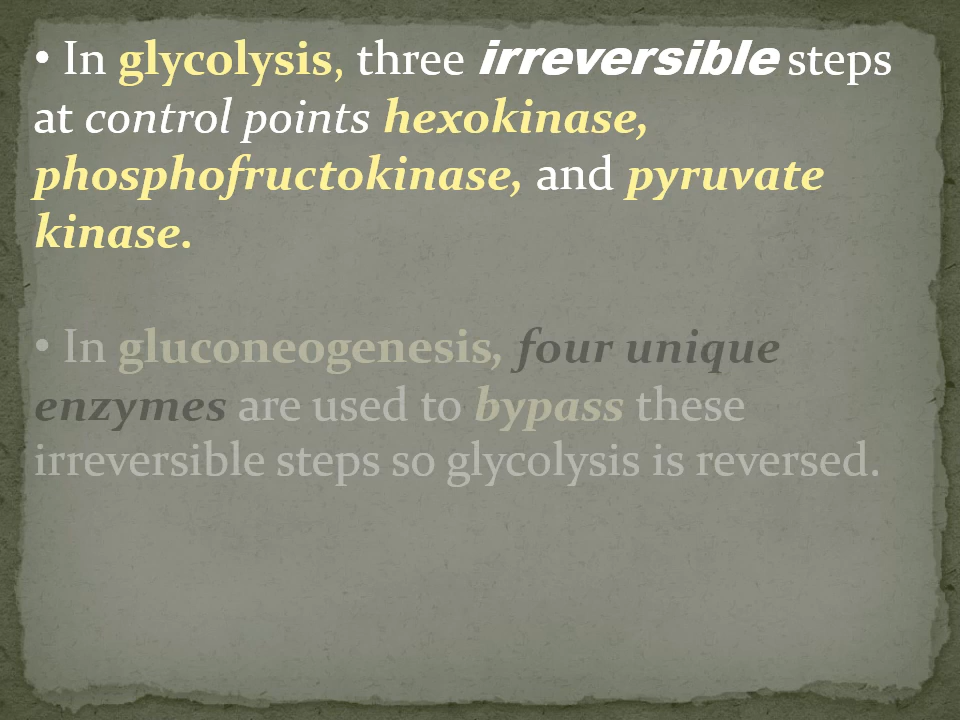 • In glycolysis, three irreversible steps
at control points hexokinase,
phosphofructokinase, and pyruvate
kinase.
• In gluconeogenesis, four unique
enzymes are used to bypass these
irreversible steps so glycolysis is reversed.